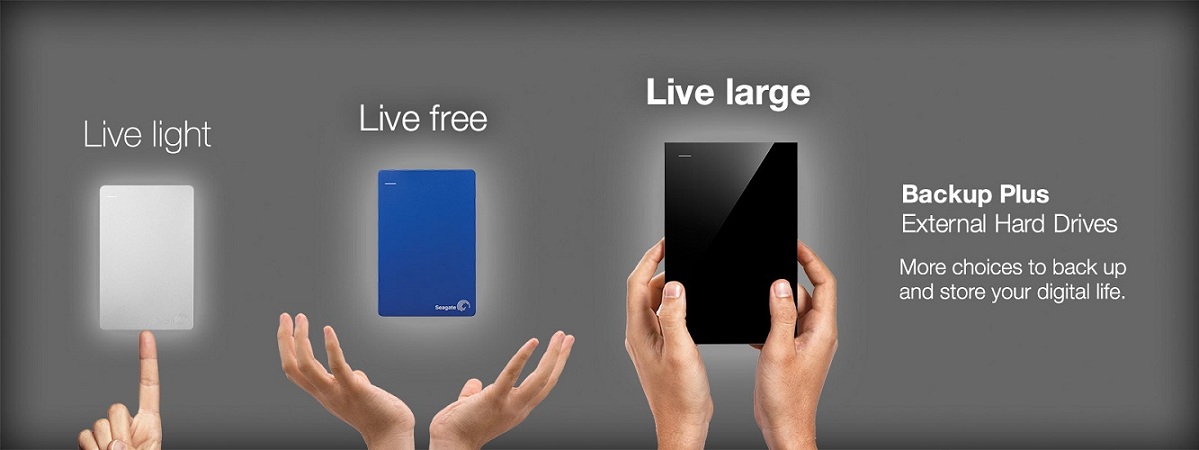 Live light
Live free
Live large
Seagate
Backup Plus
External Hard Drives
More choices to back up
and store your digital life.